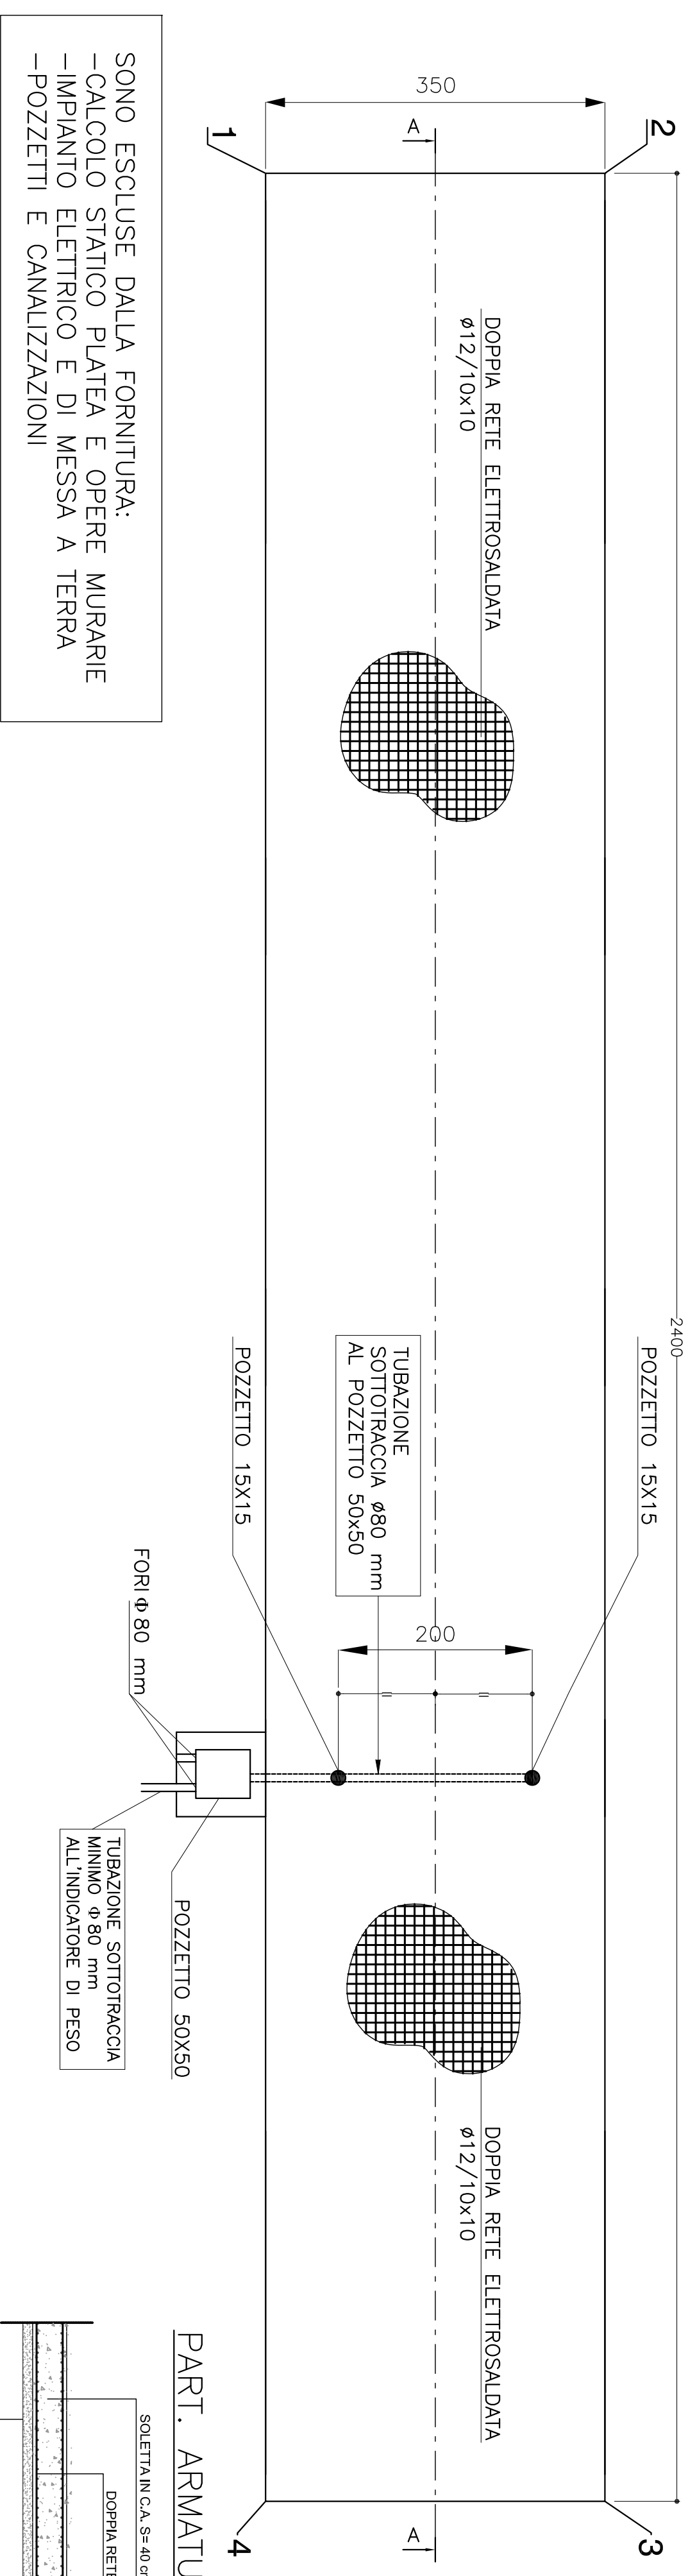 2400
350
200
=
=
1
2
3
4
A
A
DOPPIA RETE ELETTROSALDATA
ø12/10x10
DOPPIA RETE ELETTROSALDATA
ø12/10x10
POZZETTO 15X15
TUBAZIONE
SOTTOTRACCIA ø80 mm
AL POZZETTO 50x50
POZZETTO 15X15
FORI Φ 80 mm
POZZETTO 50X50
TUBAZIONE SOTTOTRACCIA
MINIMO Φ 80 mm
ALL'INDICATORE DI PESO
SONO ESCLUSE DALLA FORNITURA:
-CALCOLO STATICO PLATEA E OPERE MURARIE
-IMPIANTO ELETTRICO E DI MESSA A TERRA
-POZZETTI E CANALIZZAZIONI
PART. ARMATU
SOLETTA IN C.A. S= 40 cm
DOPPIA RETE